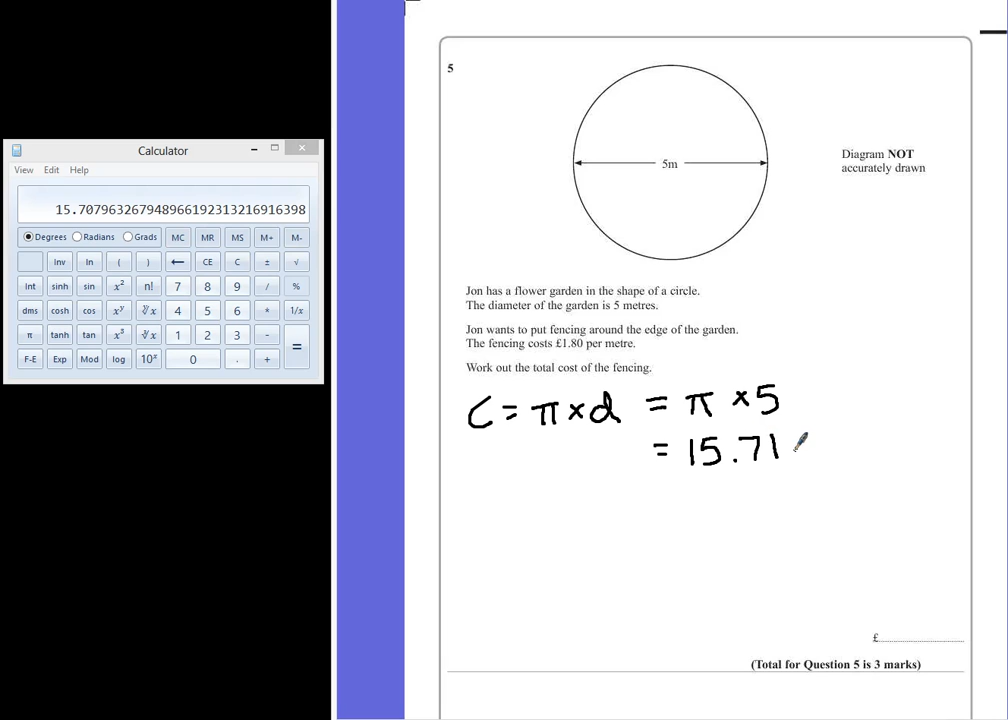 Calculator
View Edit Help
15.707963267948966192313216916398
Degrees Radians Grads MC MR MS M+ M-
Inv ln ( ) ← CE C ± √
Int sinh sin x² n! 7 8 9 / %
dms cosh cos xʸ ʸ√x 4 5 6 * 1/x
π tanh tan x³ ³√x 1 2 3 - =
F-E Exp Mod log 10ˣ 0 . +
5
5m
Diagram NOT
accurately drawn
Jon has a flower garden in the shape of a circle.
The diameter of the garden is 5 metres.
Jon wants to put fencing around the edge of the garden.
The fencing costs £1.80 per metre.
Work out the total cost of the fencing.
C = π × d = π × 5
= 15.71
£..............................
(Total for Question 5 is 3 marks)